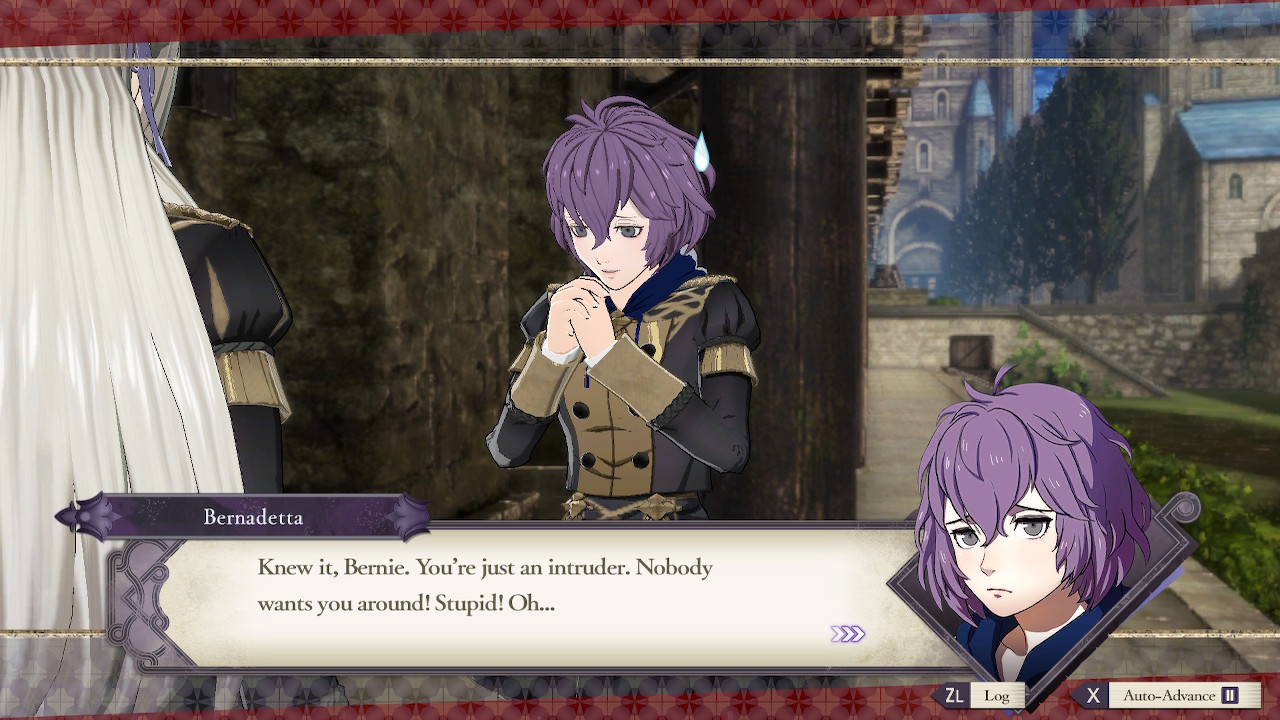 Bernadetta
Knew it, Bernie. You're just an intruder. Nobody
wants you around! Stupid! Oh...
ZL Log X Auto-Advance